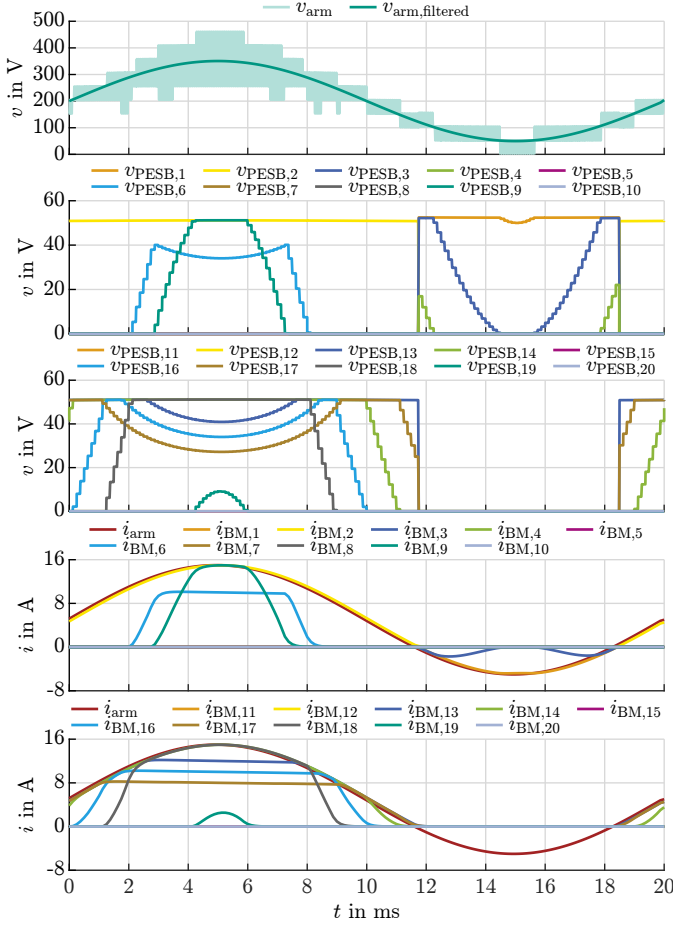 v_arm v_arm,filtered
500
400
300
200
100
0
v in V
v_PESB,1 v_PESB,2 v_PESB,3 v_PESB,4 v_PESB,5
v_PESB,6 v_PESB,7 v_PESB,8 v_PESB,9 v_PESB,10
60
40
20
0
v in V
v_PESB,11 v_PESB,12 v_PESB,13 v_PESB,14 v_PESB,15
v_PESB,16 v_PESB,17 v_PESB,18 v_PESB,19 v_PESB,20
60
40
20
0
v in V
i_arm i_BM,1 i_BM,2 i_BM,3 i_BM,4 i_BM,5
i_BM,6 i_BM,7 i_BM,8 i_BM,9 i_BM,10
16
8
0
-8
i in A
i_arm i_BM,11 i_BM,12 i_BM,13 i_BM,14 i_BM,15
i_BM,16 i_BM,17 i_BM,18 i_BM,19 i_BM,20
16
8
0
-8
i in A
0 2 4 6 8 10 12 14 16 18 20
t in ms